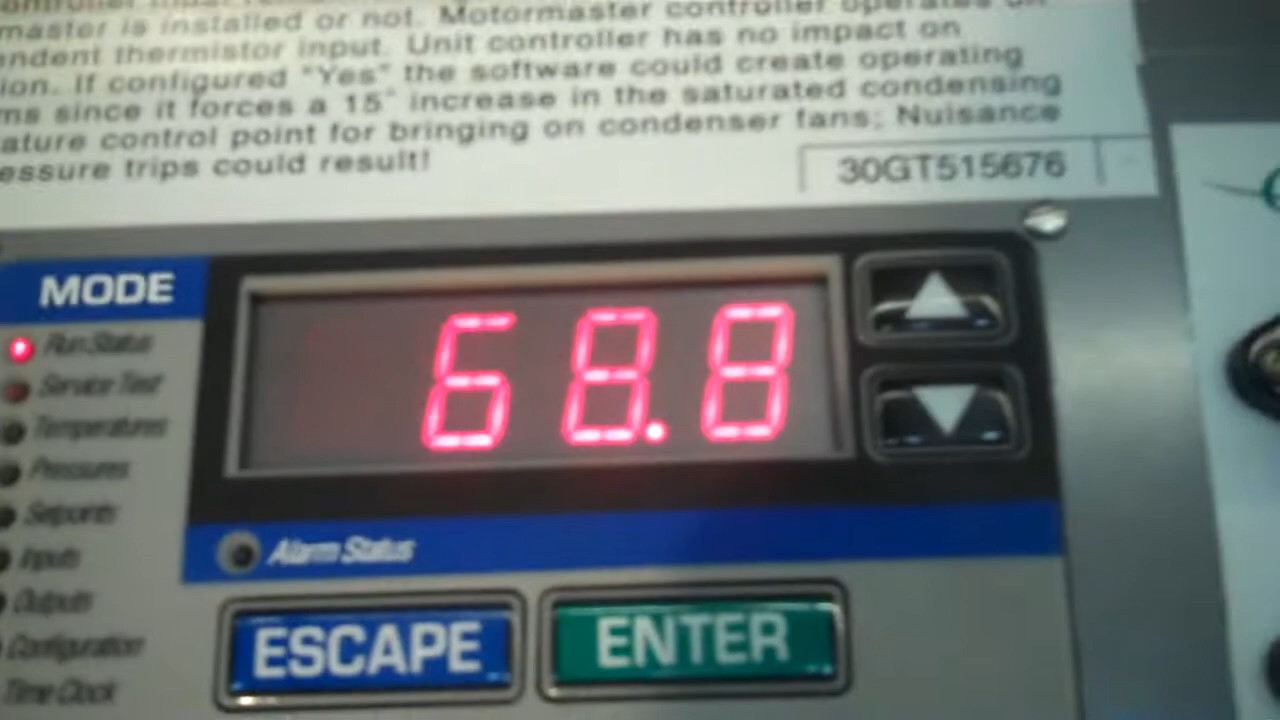 master is installed or not. Motormaster controller operates on
endent thermistor input. Unit controller has no impact on
ion. If configured "Yes" the software could create operating
ms since it forces a 15° increase in the saturated condensing
ature control point for bringing on condenser fans; Nuisance
essure trips could result!
30GT515676
MODE
68.8
Run Status
Service Test
Temperatures
Pressures
Setpoints
Inputs
Outputs
Configuration
Time Clock
Alarm Status
ESCAPE
ENTER